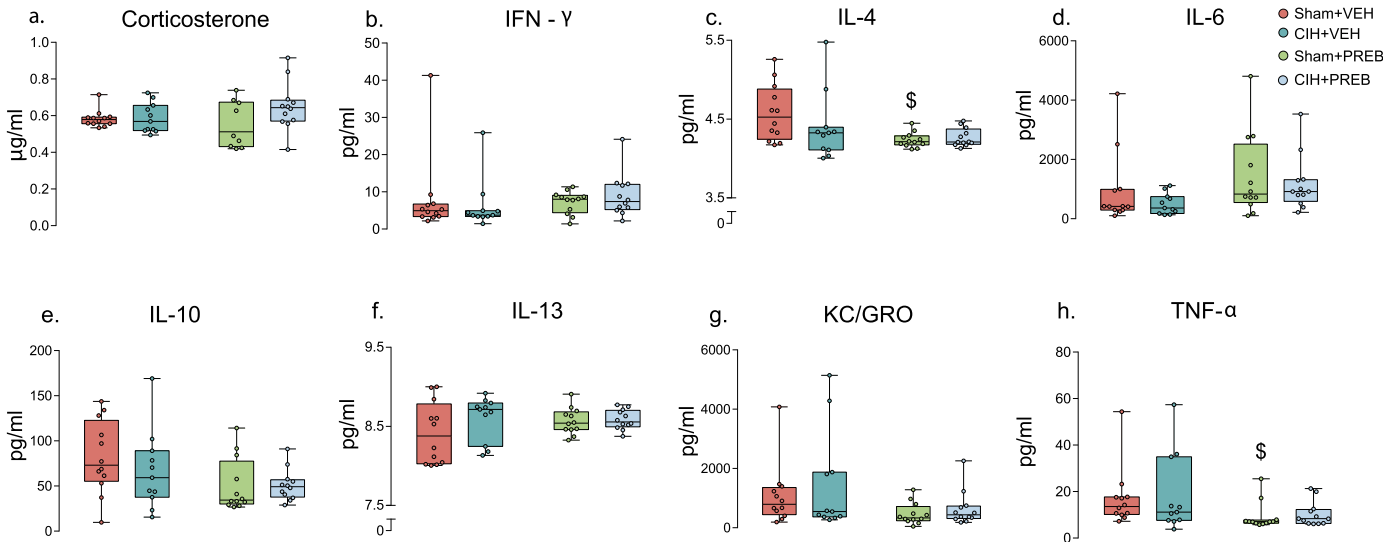 a. Corticosterone
µg/ml
1.0
0.8
0.6
0.4
0.2
0.0
b. IFN - γ
pg/ml
50
40
30
20
10
0
c. IL-4
pg/ml
5.5
4.5
3.5
0
$
d. IL-6
pg/ml
6000
4000
2000
0
Sham+VEH
CIH+VEH
Sham+PREB
CIH+PREB
e. IL-10
pg/ml
200
150
100
50
0
f. IL-13
pg/ml
9.5
8.5
7.5
0
g. KC/GRO
pg/ml
6000
4000
2000
0
h. TNF-α
pg/ml
80
60
40
20
0
$